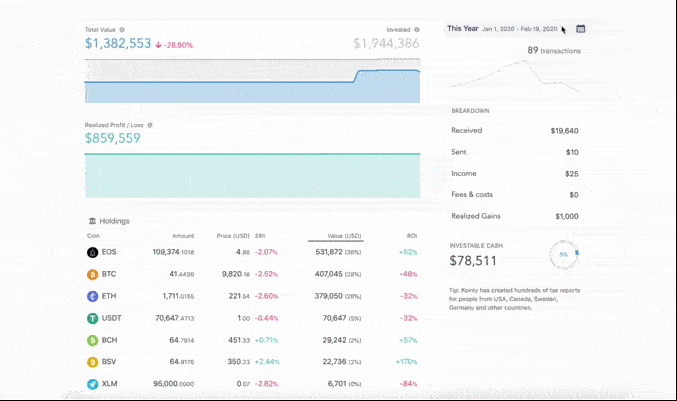 Total Value
Invested
$1,382,553 -28.90%
$1,944,386
Realized Profit / Loss
$859,559
Holdings
Coin Amount Price (USD) 24h Value (USD) ROI
EOS 109,374.1018 4.86 -2.07% 531,872 (38%) +92%
BTC 41.4499 9,820.16 -2.52% 407,045 (29%) -48%
ETH 1,711.0155 221.54 -2.60% 379,050 (28%) -32%
USDT 70,647.4713 1.00 -0.44% 70,647 (5%) -32%
BCH 64.7814 451.33 +0.71% 29,242 (2%) +57%
BSV 64.9176 350.23 +2.44% 22,736 (2%) +170%
XLM 95,000.0000 0.07 -2.82% 6,701 (0%) -84%
This Year Jan 1, 2020 - Feb 19, 2020
89 transactions
BREAKDOWN
Received $19,640
Sent $10
Income $25
Fees & costs $0
Realized Gains $1,000
INVESTABLE CASH
$78,511
5%
Tip: Koinly has created hundreds of tax reports
for people from USA, Canada, Sweden,
Germany and other countries.